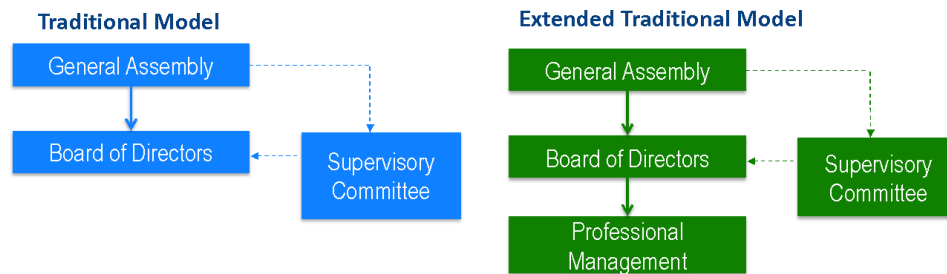 Traditional Model
General Assembly
Board of Directors
Supervisory
Committee
Extended Traditional Model
General Assembly
Board of Directors
Supervisory
Committee
Professional
Management